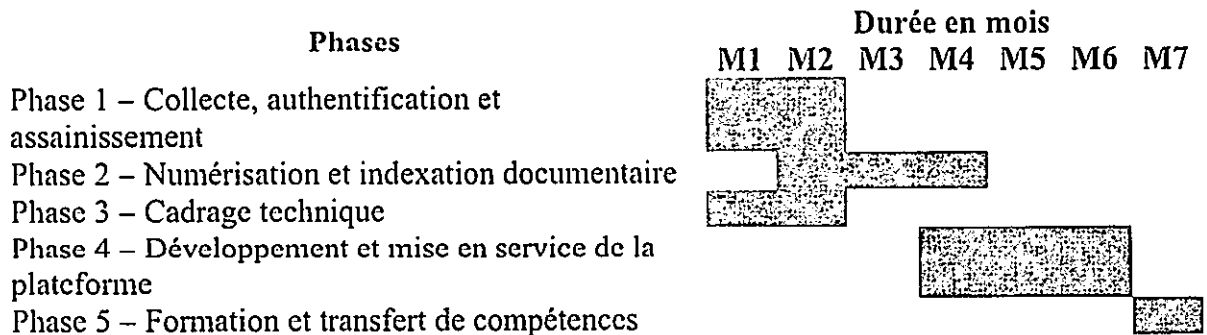 Phases
Durée en mois
M1 M2 M3 M4 M5 M6 M7
Phase 1 – Collecte, authentification et
assainissement
Phase 2 – Numérisation et indexation documentaire
Phase 3 – Cadrage technique
Phase 4 – Développement et mise en service de la
plateforme
Phase 5 – Formation et transfert de compétences